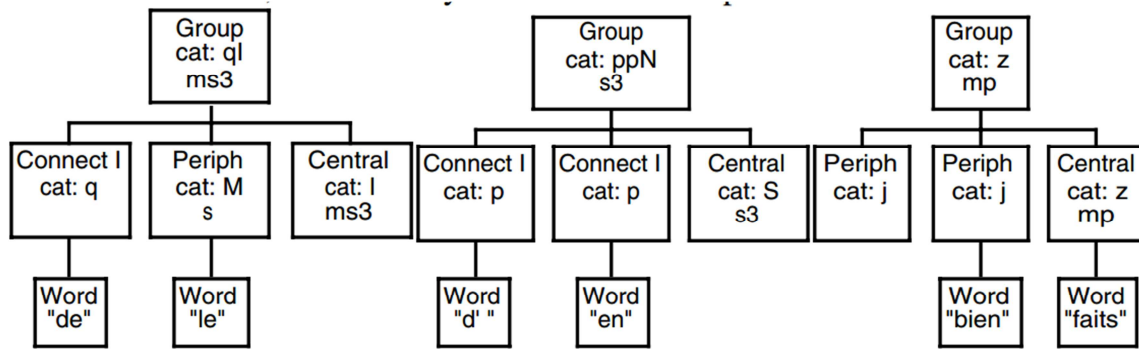 Group
cat: ql
ms3
Group
cat: ppN
s3
Group
cat: z
mp
Connect l
cat: q
Periph
cat: M
s
Central
cat: l
ms3
Connect l
cat: p
Connect l
cat: p
Central
cat: S
s3
Periph
cat: j
Periph
cat: j
Central
cat: z
mp
Word
"de"
Word
"le"
Word
"d' "
Word
"en"
Word
"bien"
Word
"faits"